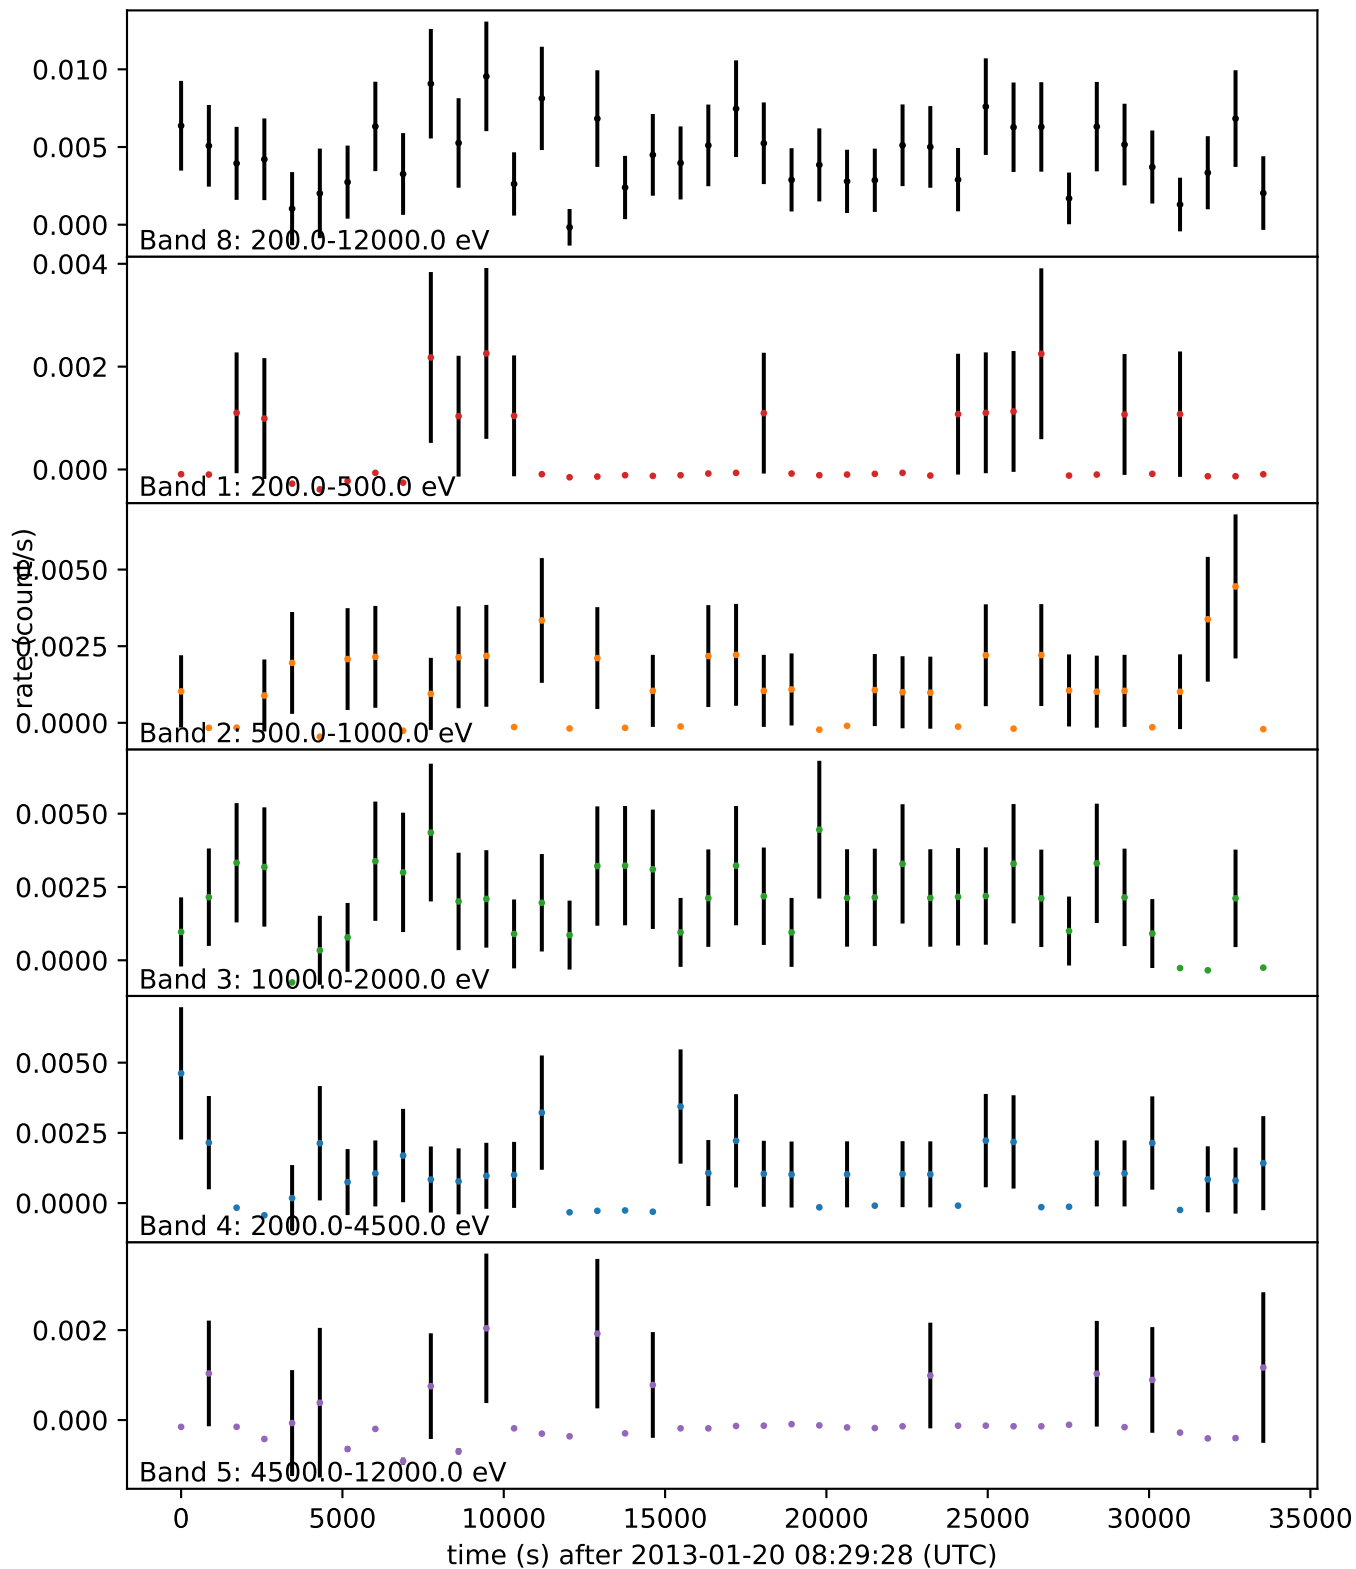 0.010
0.005
0.000
Band 8: 200.0-12000.0 eV
0.004
0.002
0.000
Band 1: 200.0-500.0 eV
rate (count/s)
0.0050
0.0025
0.0000
Band 2: 500.0-1000.0 eV
0.0050
0.0025
0.0000
Band 3: 1000.0-2000.0 eV
0.0050
0.0025
0.0000
Band 4: 2000.0-4500.0 eV
0.002
0.000
Band 5: 4500.0-12000.0 eV
0 5000 10000 15000 20000 25000 30000 35000
time (s) after 2013-01-20 08:29:28 (UTC)